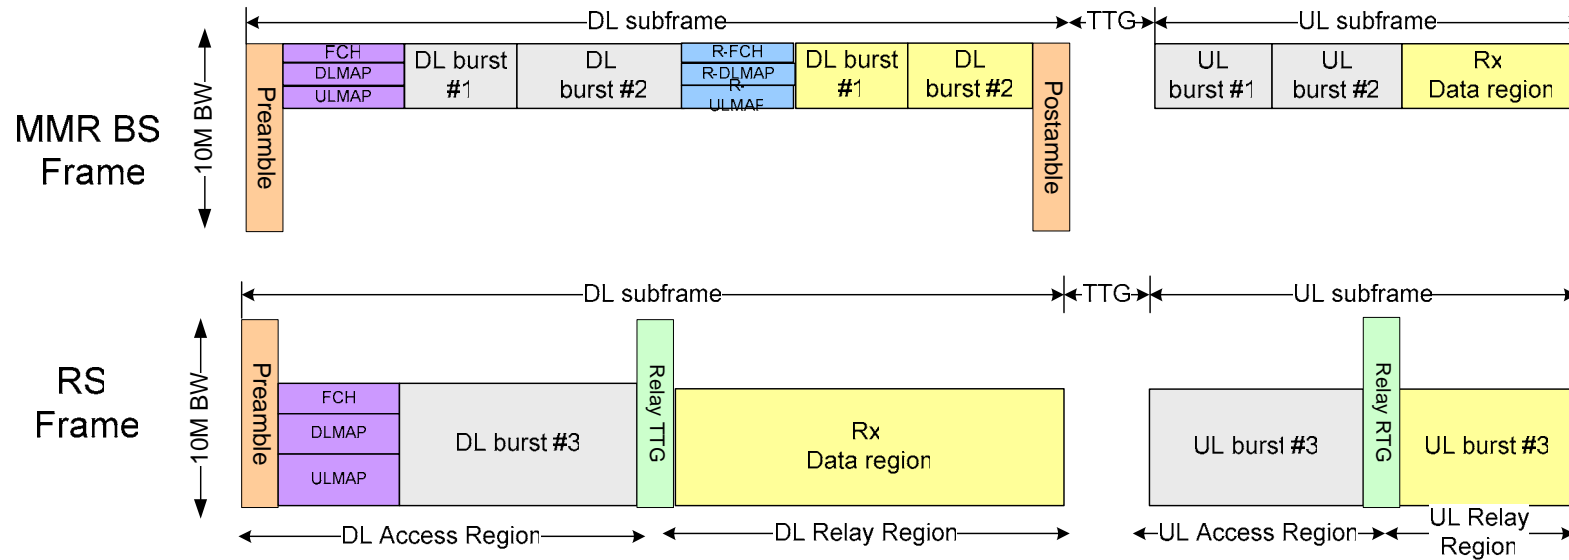 DL subframe
TTG
UL subframe
MMR BS
Frame
10M BW
Preamble
FCH
DLMAP
ULMAP
DL burst
#1
DL
burst #2
R-FCH
R-DLMAP
R-
ULMAP
DL burst
#1
DL
burst #2
Postamble
UL
burst #1
UL
burst #2
Rx
Data region
DL subframe
TTG
UL subframe
RS
Frame
10M BW
Preamble
FCH
DLMAP
ULMAP
DL burst #3
Relay TTG
Rx
Data region
UL burst #3
Relay RTG
UL burst #3
DL Access Region
DL Relay Region
UL Access Region
UL Relay
Region